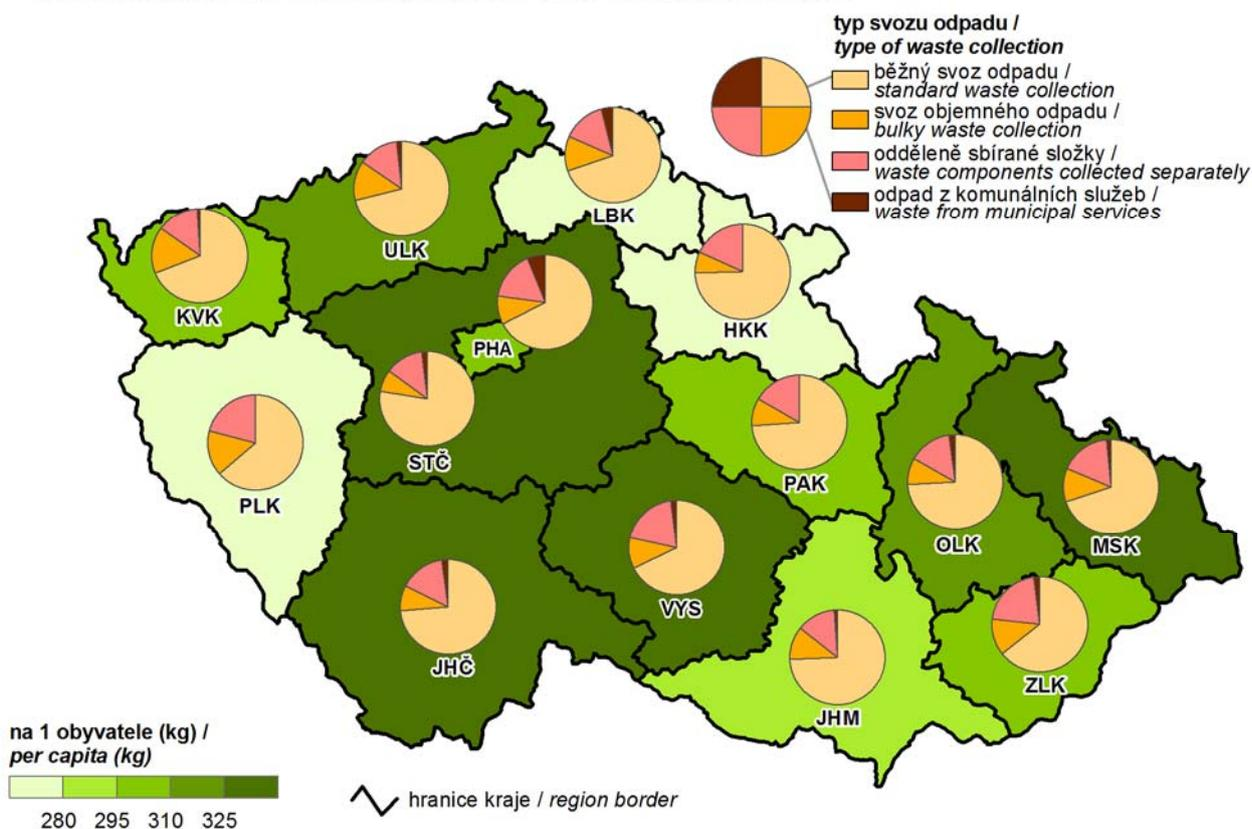 typ svozu odpadu /
type of waste collection
běžný svoz odpadu /
standard waste collection
svoz objemného odpadu /
bulky waste collection
odděleně sbírané složky /
waste components collected separately
odpad z komunálních služeb /
waste from municipal services
LBK
ULK
KVK
HKK
PHA
STČ
PLK
PAK
OLK
MSK
VYS
JHČ
ZLK
JHM
na 1 obyvatele (kg) /
per capita (kg)
280 295 310 325
hranice kraje / region border